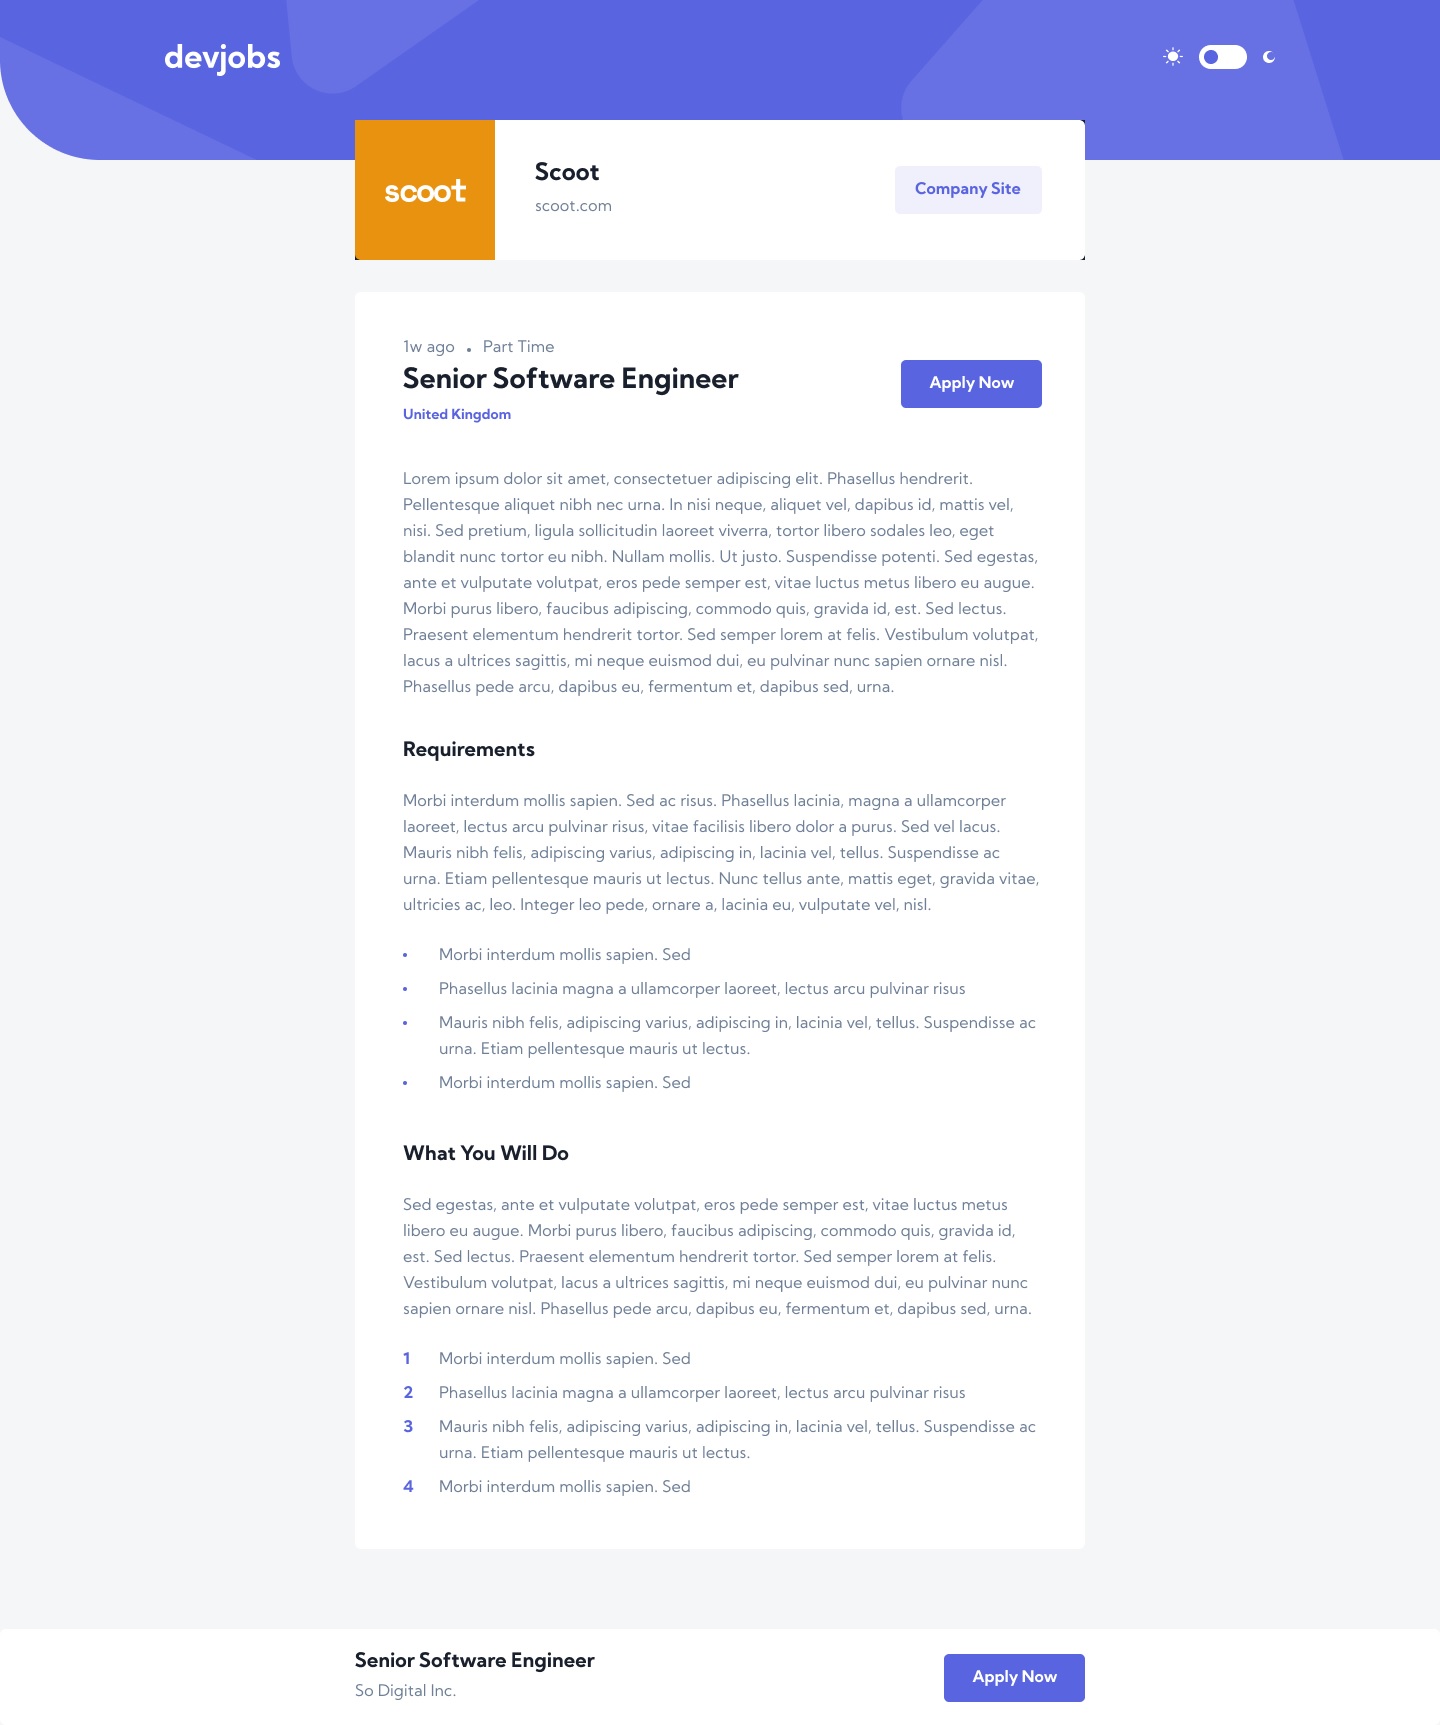 devjobs
scoot
Scoot
scoot.com
Company Site
1w ago • Part Time
Senior Software Engineer
United Kingdom
Apply Now
Lorem ipsum dolor sit amet, consectetuer adipiscing elit. Phasellus hendrerit.
Pellentesque aliquet nibh nec urna. In nisi neque, aliquet vel, dapibus id, mattis vel,
nisi. Sed pretium, ligula sollicitudin laoreet viverra, tortor libero sodales leo, eget
blandit nunc tortor eu nibh. Nullam mollis. Ut justo. Suspendisse potenti. Sed egestas,
ante et vulputate volutpat, eros pede semper est, vitae luctus metus libero eu augue.
Morbi purus libero, faucibus adipiscing, commodo quis, gravida id, est. Sed lectus.
Praesent elementum hendrerit tortor. Sed semper lorem at felis. Vestibulum volutpat,
lacus a ultrices sagittis, mi neque euismod dui, eu pulvinar nunc sapien ornare nisl.
Phasellus pede arcu, dapibus eu, fermentum et, dapibus sed, urna.
Requirements
Morbi interdum mollis sapien. Sed ac risus. Phasellus lacinia, magna a ullamcorper
laoreet, lectus arcu pulvinar risus, vitae facilisis libero dolor a purus. Sed vel lacus.
Mauris nibh felis, adipiscing varius, adipiscing in, lacinia vel, tellus. Suspendisse ac
urna. Etiam pellentesque mauris ut lectus. Nunc tellus ante, mattis eget, gravida vitae,
ultricies ac, leo. Integer leo pede, ornare a, lacinia eu, vulputate vel, nisl.
• Morbi interdum mollis sapien. Sed
• Phasellus lacinia magna a ullamcorper laoreet, lectus arcu pulvinar risus
• Mauris nibh felis, adipiscing varius, adipiscing in, lacinia vel, tellus. Suspendisse ac
urna. Etiam pellentesque mauris ut lectus.
• Morbi interdum mollis sapien. Sed
What You Will Do
Sed egestas, ante et vulputate volutpat, eros pede semper est, vitae luctus metus
libero eu augue. Morbi purus libero, faucibus adipiscing, commodo quis, gravida id,
est. Sed lectus. Praesent elementum hendrerit tortor. Sed semper lorem at felis.
Vestibulum volutpat, lacus a ultrices sagittis, mi neque euismod dui, eu pulvinar nunc
sapien ornare nisl. Phasellus pede arcu, dapibus eu, fermentum et, dapibus sed, urna.
1 Morbi interdum mollis sapien. Sed
2 Phasellus lacinia magna a ullamcorper laoreet, lectus arcu pulvinar risus
3 Mauris nibh felis, adipiscing varius, adipiscing in, lacinia vel, tellus. Suspendisse ac
urna. Etiam pellentesque mauris ut lectus.
4 Morbi interdum mollis sapien. Sed
Senior Software Engineer
So Digital Inc.
Apply Now